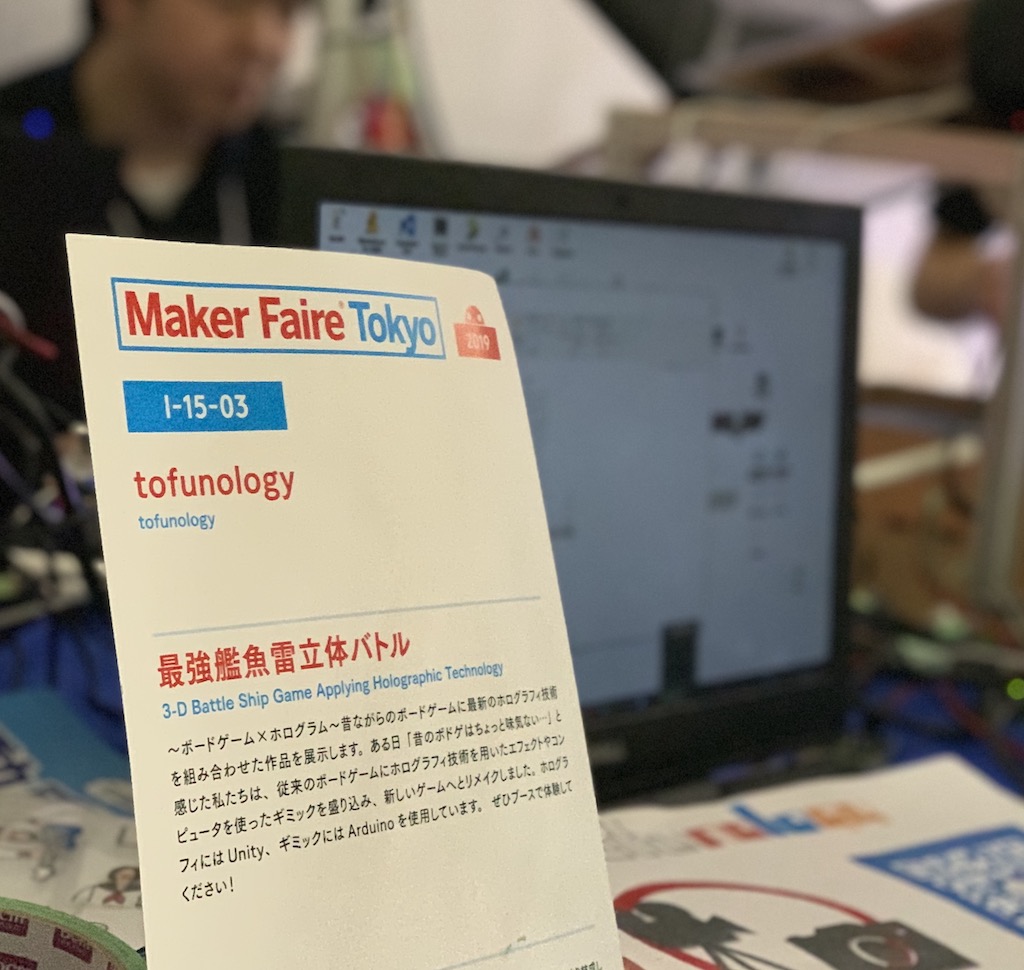 Maker Faire® Tokyo
2019
I-15-03
tofunology
tofunology
最強艦魚雷立体バトル
3-D Battle Ship Game Applying Holographic Technology
〜ボードゲーム×ホログラム〜昔ながらのボードゲームに最新のホログラフィ技術
を組み合わせた作品を展示します。ある日「昔のボドゲはちょっと味気ない…」と
感じた私たちは、従来のボードゲームにホログラフィ技術を用いたエフェクトやコン
ピュータを使ったギミックを盛り込み、新しいゲームへとリメイクしました。ホログラ
フィには Unity、ギミックには Arduino を使用しています。 ぜひブースで体験して
ください！